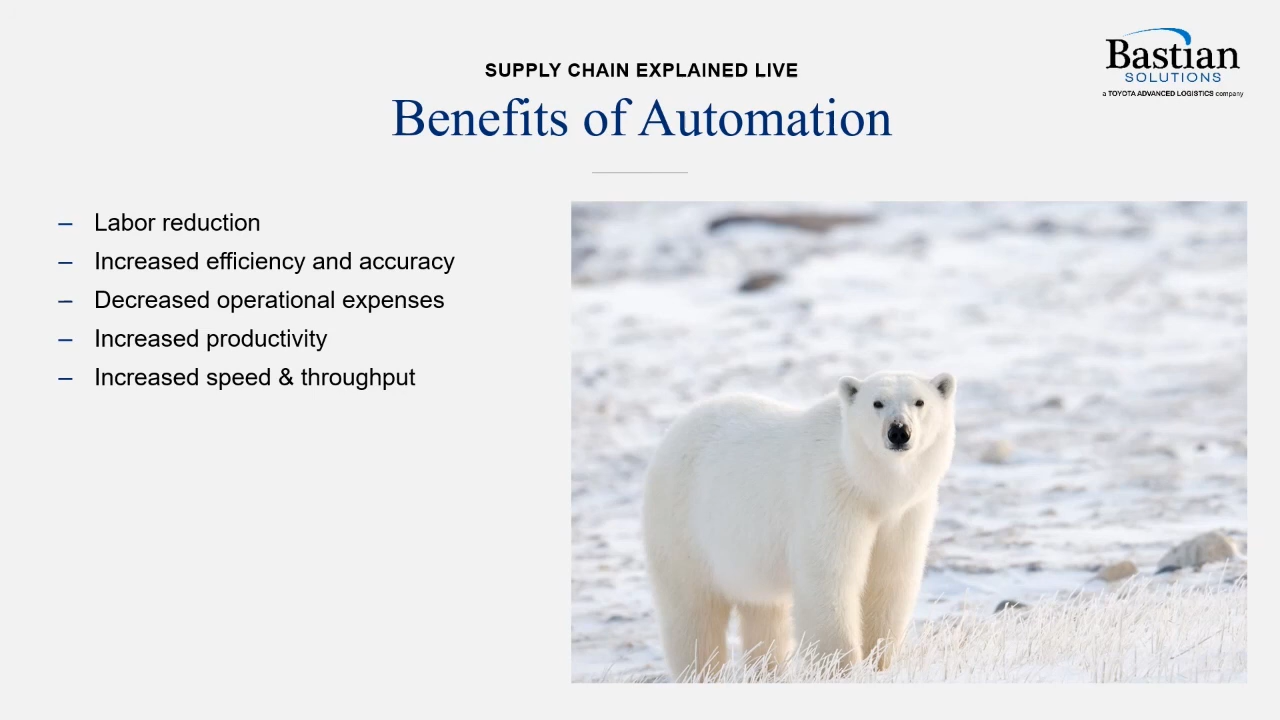 SUPPLY CHAIN EXPLAINED LIVE
Benefits of Automation
Bastian
SOLUTIONS
a TOYOTA ADVANCED LOGISTICS company
– Labor reduction
– Increased efficiency and accuracy
– Decreased operational expenses
– Increased productivity
– Increased speed & throughput